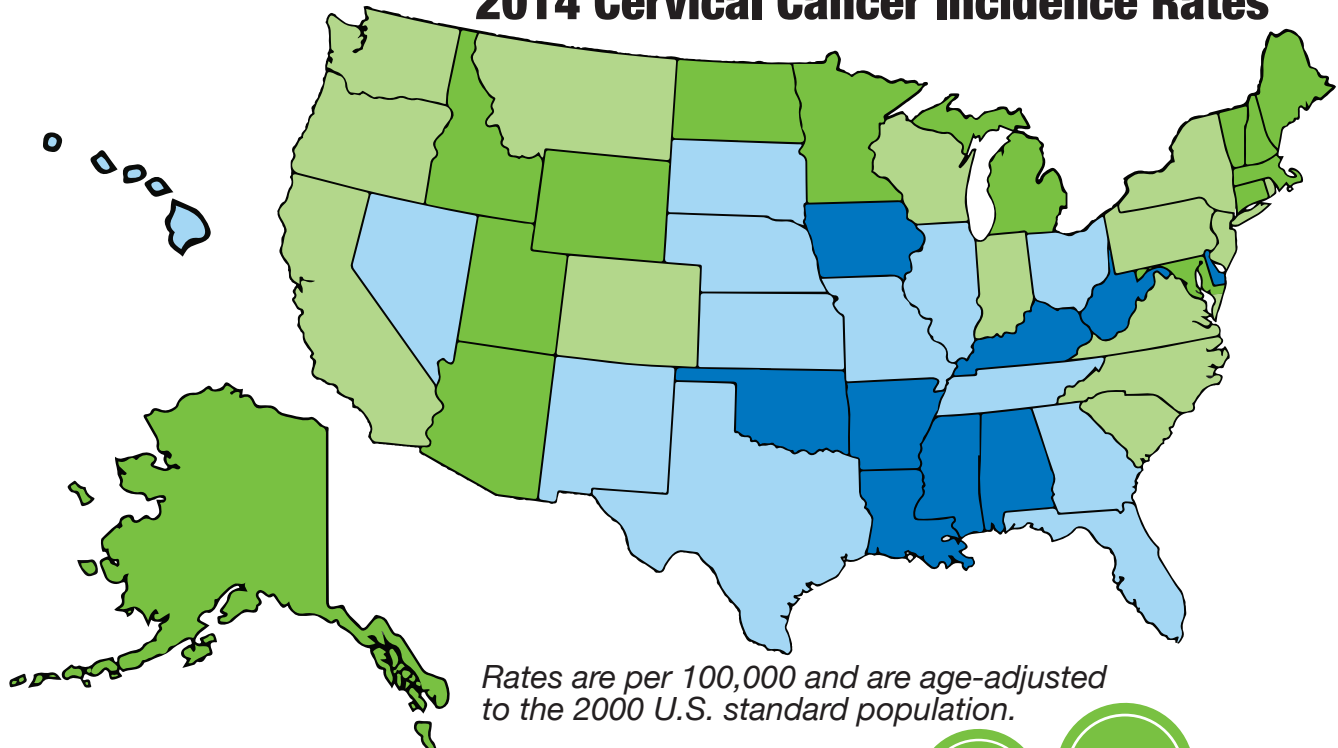 2014 Cervical Cancer Incidence Rates
Rates are per 100,000 and are age-adjusted
to the 2000 U.S. standard population.